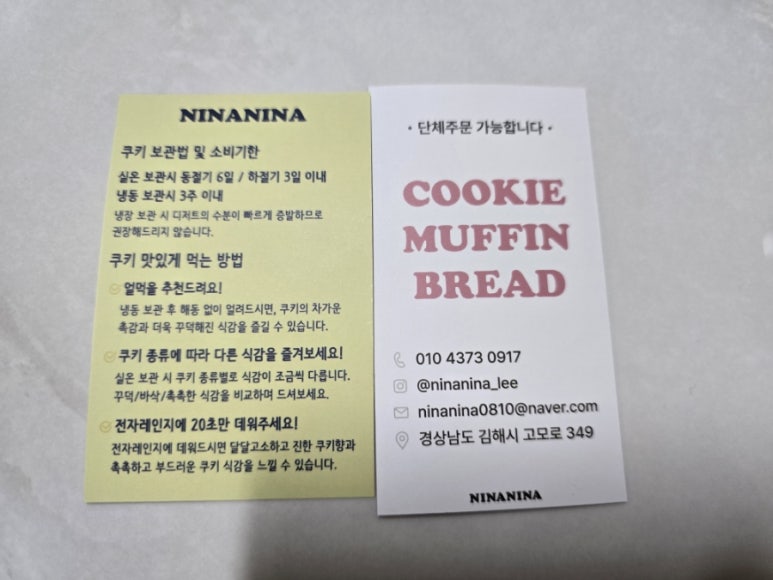 NINANINA
쿠키 보관법 및 소비기한
실온 보관시 동절기 6일 / 하절기 3일 이내
냉동 보관시 3주 이내
냉장 보관 시 디저트의 수분이 빠르게 증발하므로
권장해드리지 않습니다.
쿠키 맛있게 먹는 방법
얼먹을 추천드려요!
냉동 보관 후 해동 없이 얼려드시면, 쿠키의 차가운
촉감과 더욱 꾸덕해진 식감을 즐길 수 있습니다.
쿠키 종류에 따라 다른 식감을 즐겨보세요!
실온 보관 시 쿠키 종류별로 식감이 조금씩 다릅니다.
꾸덕/바삭/촉촉한 식감을 비교하며 드셔보세요.
전자레인지에 20초만 데워주세요!
전자레인지에 데워드시면 달달고소하고 진한 쿠키향과
촉촉하고 부드러운 쿠키 식감을 느낄 수 있습니다.
• 단체주문 가능합니다 •
COOKIE
MUFFIN
BREAD
010 4373 0917
@ninanina_lee
ninanina0810@naver.com
경상남도 김해시 고모로 349
NINANINA